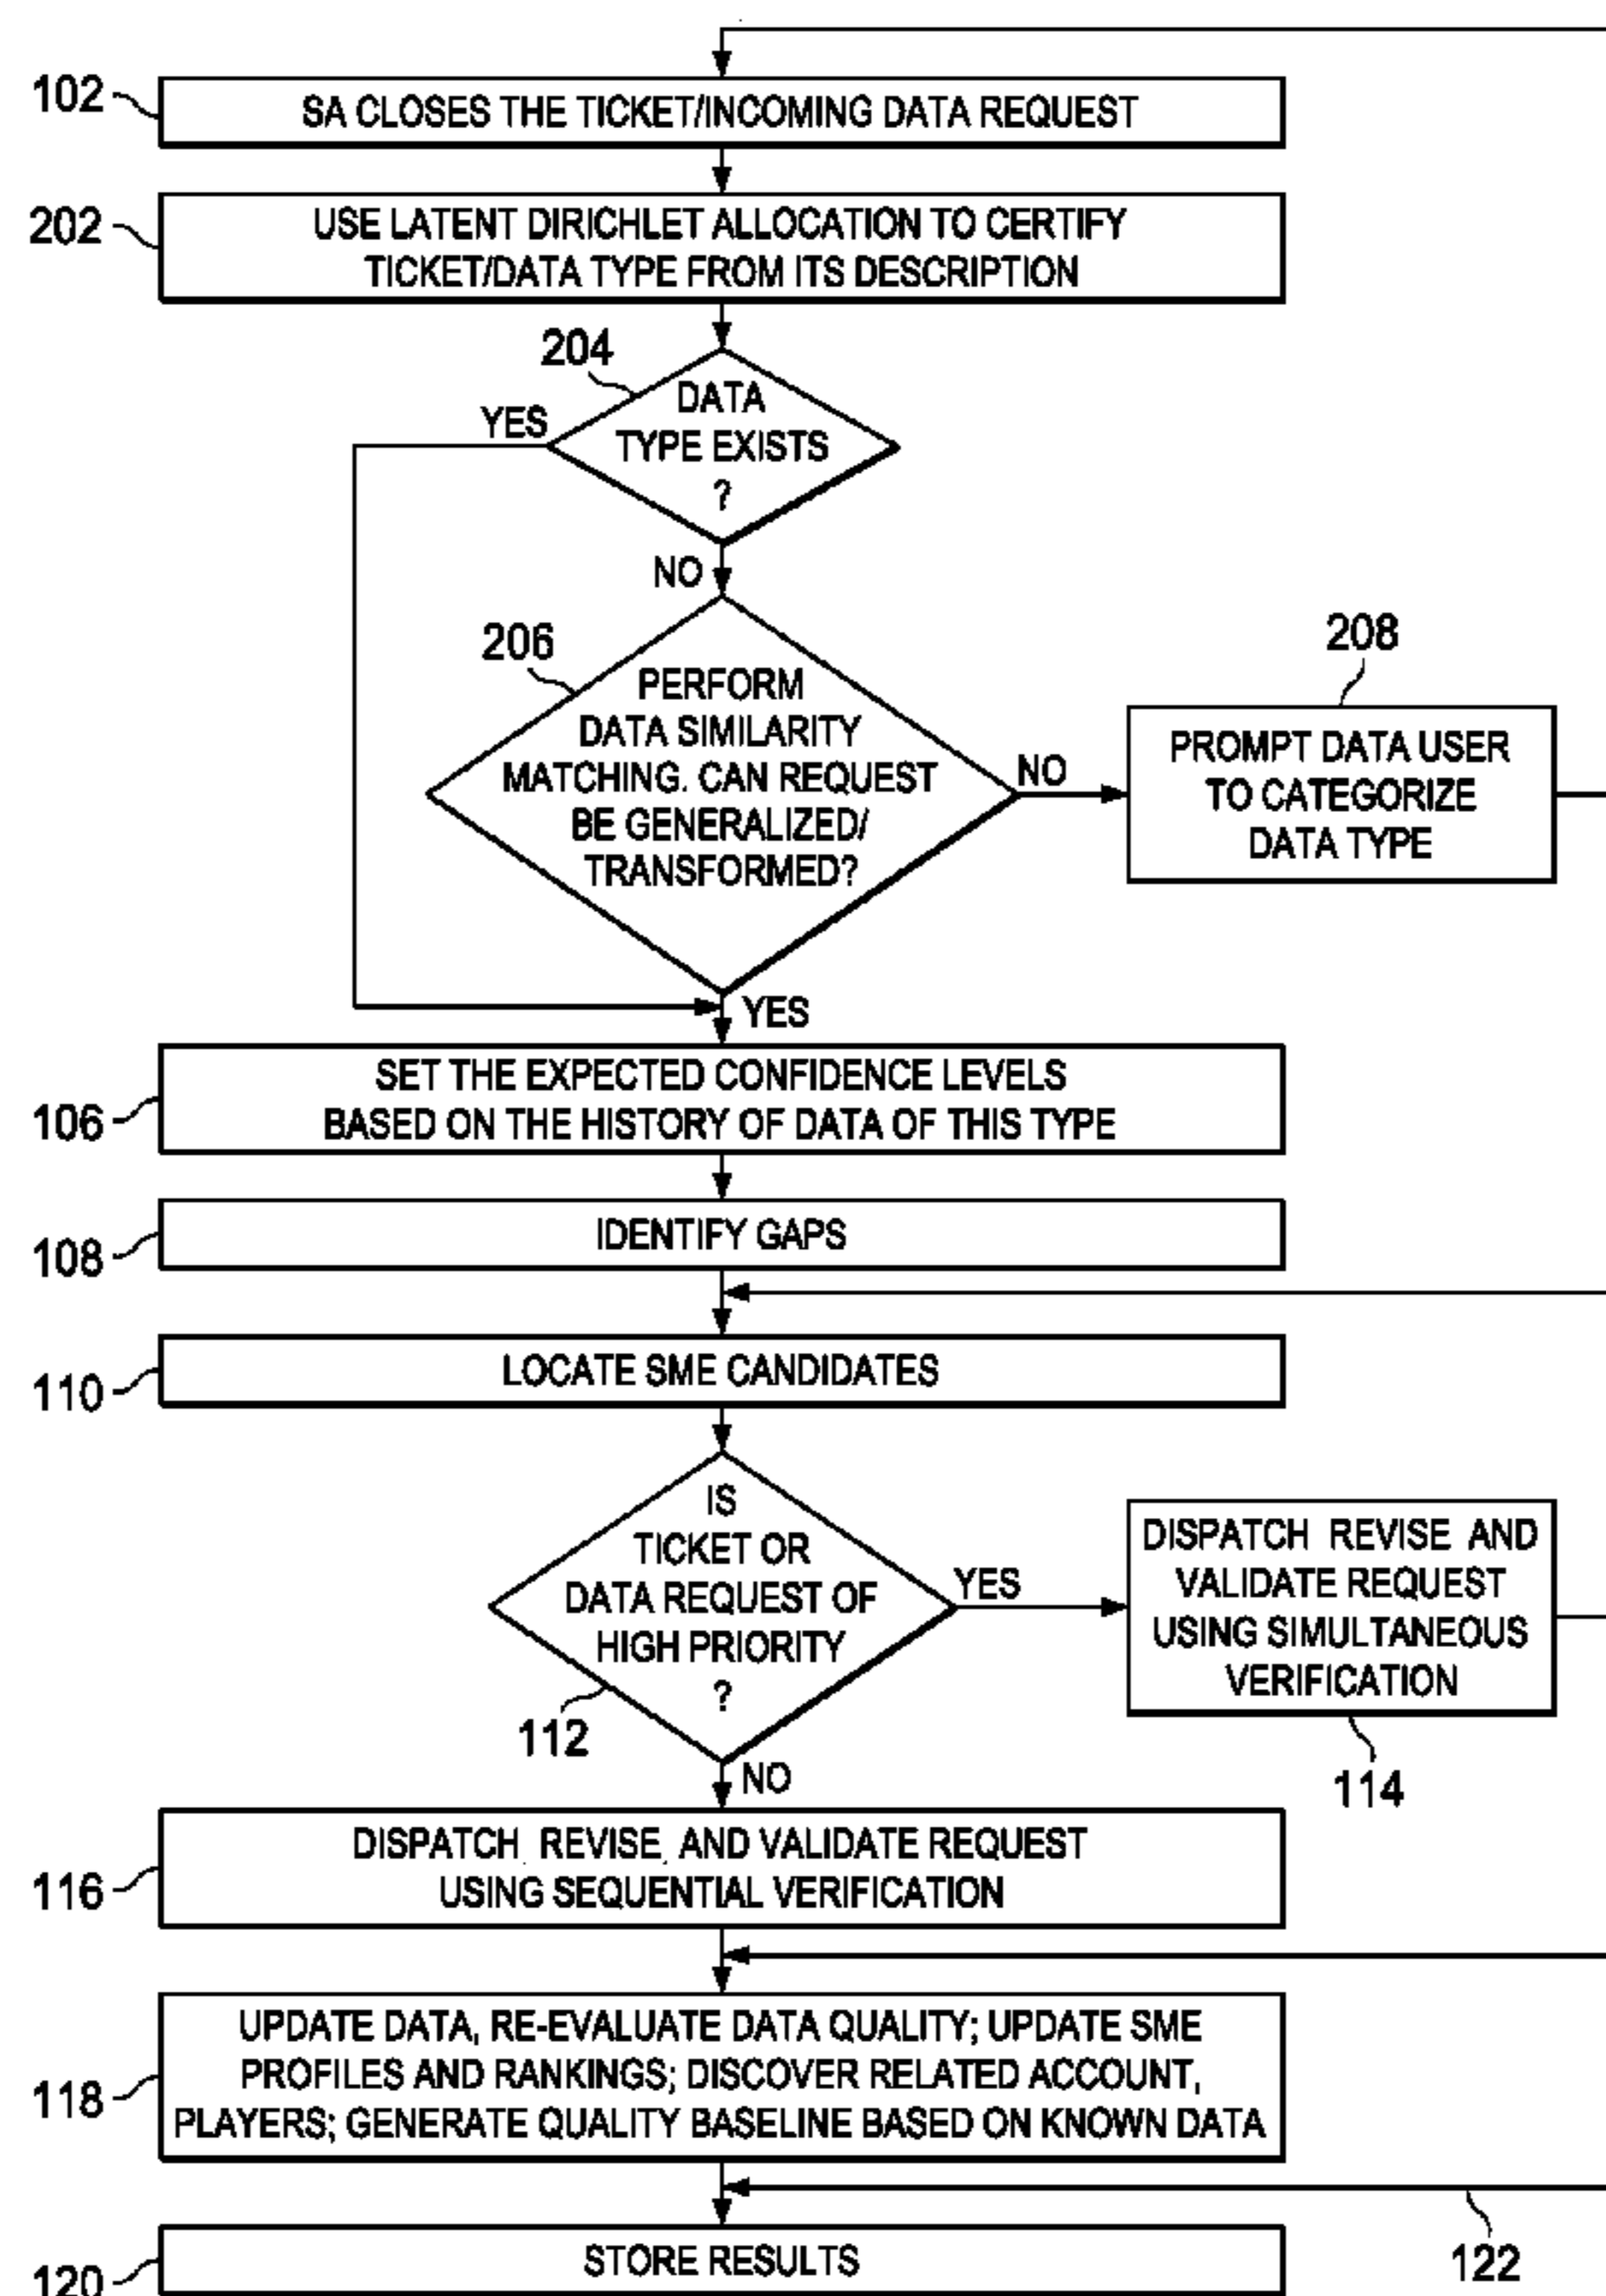 102
SA CLOSES THE TICKET/INCOMING DATA REQUEST
202
USE LATENT DIRICHLET ALLOCATION TO CERTIFY
TICKET/DATA TYPE FROM ITS DESCRIPTION
204
YES
DATA
TYPE EXISTS
?
NO
206
PERFORM
DATA SIMILARITY
MATCHING. CAN REQUEST
BE GENERALIZED/
TRANSFORMED?
NO
208
PROMPT DATA USER
TO CATEGORIZE
DATA TYPE
YES
106
SET THE EXPECTED CONFIDENCE LEVELS
BASED ON THE HISTORY OF DATA OF THIS TYPE
108
IDENTIFY GAPS
110
LOCATE SME CANDIDATES
IS
TICKET OR
DATA REQUEST OF
HIGH PRIORITY
?
112
YES
DISPATCH REVISE AND
VALIDATE REQUEST
USING SIMULTANEOUS
VERIFICATION
114
NO
116
DISPATCH REVISE AND VALIDATE REQUEST
USING SEQUENTIAL VERIFICATION
118
UPDATE DATA, RE-EVALUATE DATA QUALITY; UPDATE SME
PROFILES AND RANKINGS; DISCOVER RELATED ACCOUNT,
PLAYERS; GENERATE QUALITY BASELINE BASED ON KNOWN DATA
122
120
STORE RESULTS